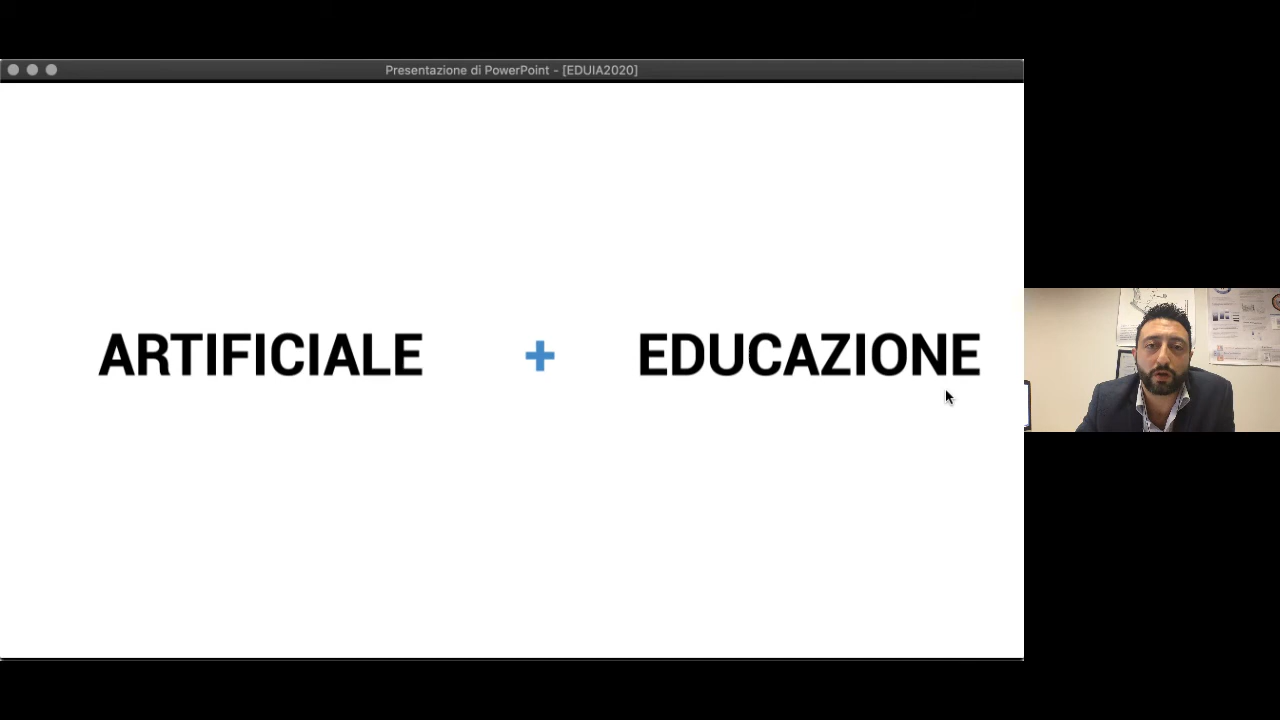 Presentazione di PowerPoint - [EDUIA2020]
ARTIFICIALE + EDUCAZIONE